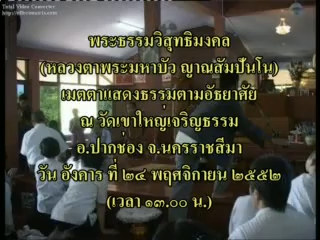 Total Video Converter
http://effectmatrix.com
พระธรรมวิสุทธิมงคล
(หลวงตาพระมหาบัว ญาณสัมปันโน)
เมตตาแสดงธรรมตามอัธยาศัย
ณ วัดเขาใหญ่เจริญธรรม
อ.ปากช่อง จ.นครราชสีมา
วัน อังคาร ที่ ๒๔ พฤศจิกายน ๒๕๕๒
(เวลา ๑๓.๐๐ น.)